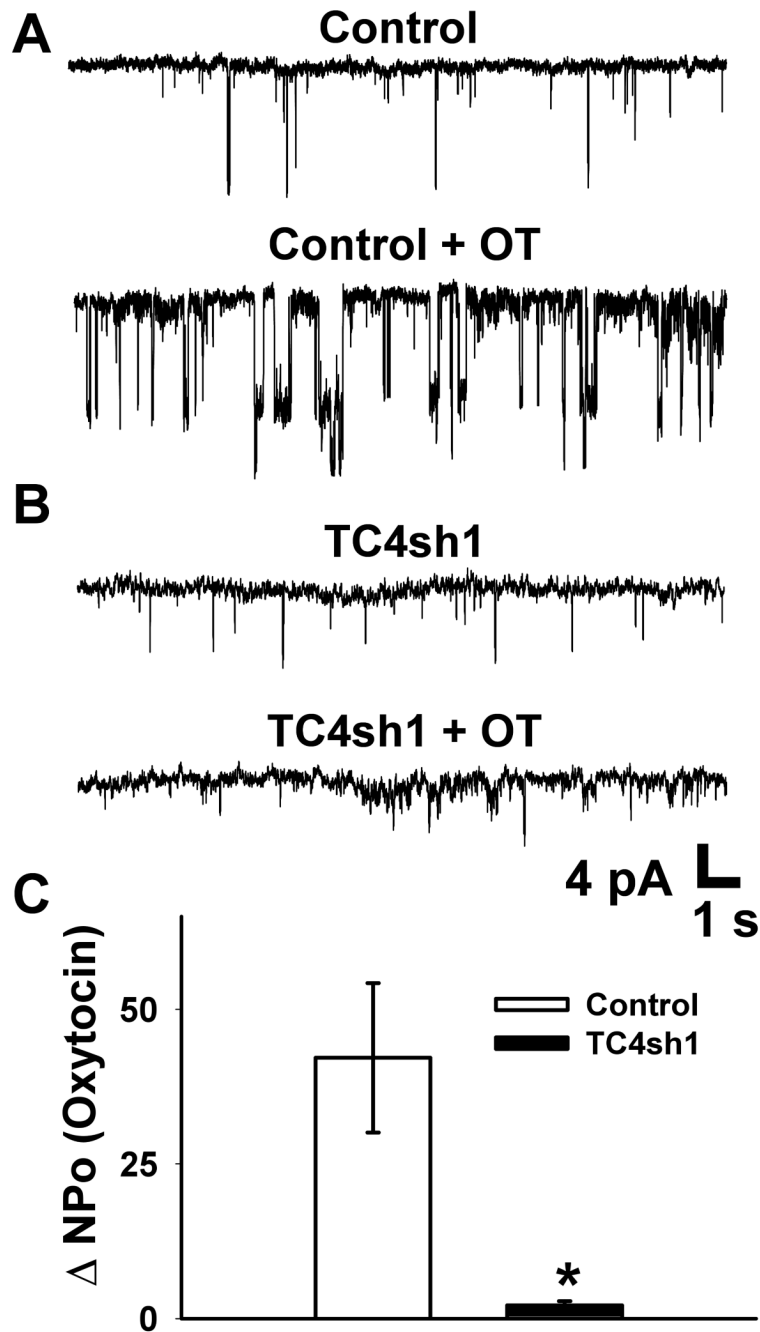 A
Control
Control + OT
B
TC4sh1
TC4sh1 + OT
4 pA
1 s
C
Δ NPo (Oxytocin)
50
25
0
Control
TC4sh1
*